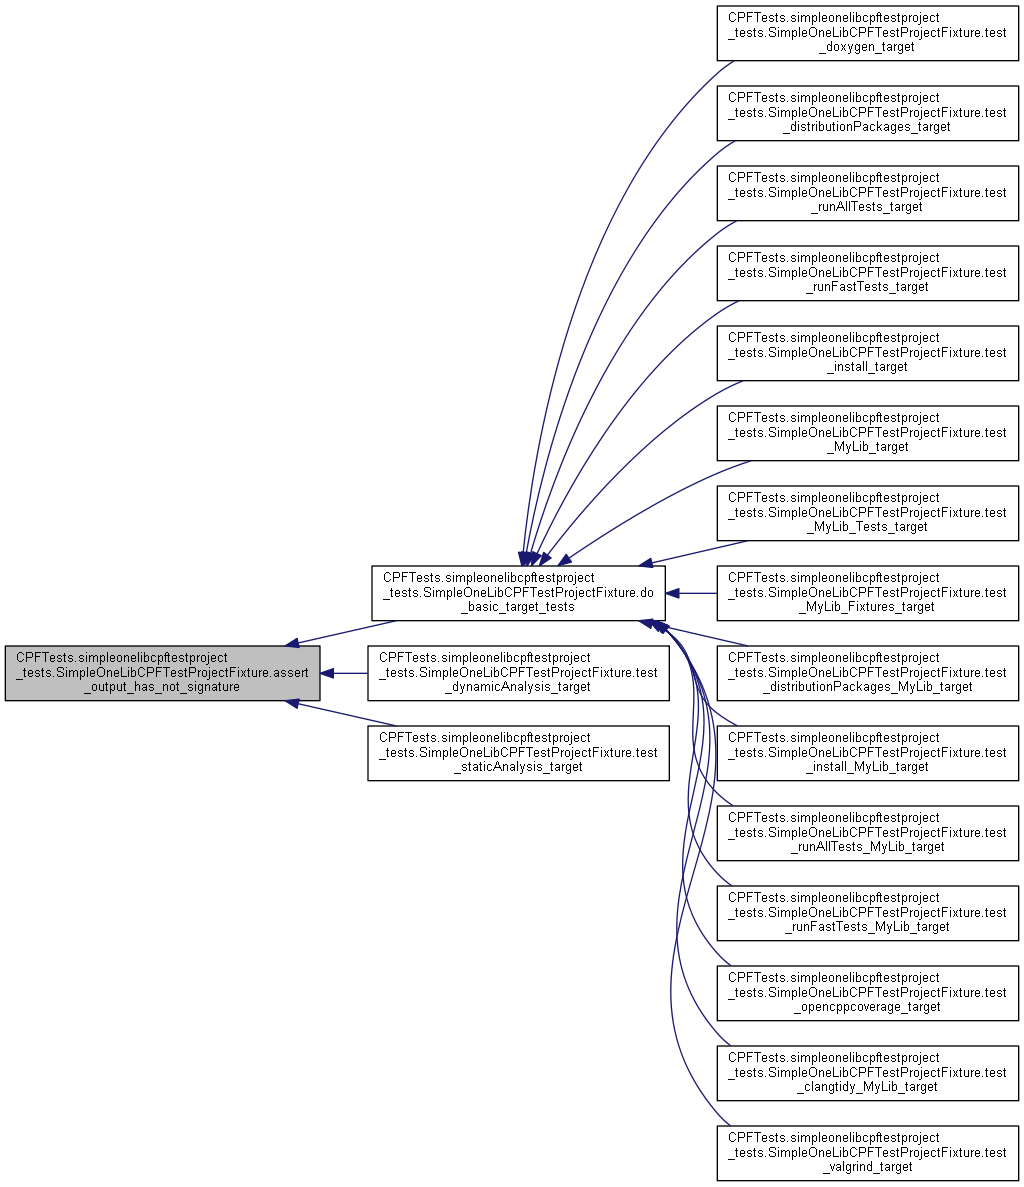 CPFTests.simpleonelibcpftestproject
_tests.SimpleOneLibCPFTestProjectFixture.test
_doxygen_target
CPFTests.simpleonelibcpftestproject
_tests.SimpleOneLibCPFTestProjectFixture.test
_distributionPackages_target
CPFTests.simpleonelibcpftestproject
_tests.SimpleOneLibCPFTestProjectFixture.test
_runAllTests_target
CPFTests.simpleonelibcpftestproject
_tests.SimpleOneLibCPFTestProjectFixture.test
_runFastTests_target
CPFTests.simpleonelibcpftestproject
_tests.SimpleOneLibCPFTestProjectFixture.test
_install_target
CPFTests.simpleonelibcpftestproject
_tests.SimpleOneLibCPFTestProjectFixture.test
_MyLib_target
CPFTests.simpleonelibcpftestproject
_tests.SimpleOneLibCPFTestProjectFixture.test
_MyLib_Tests_target
CPFTests.simpleonelibcpftestproject
_tests.SimpleOneLibCPFTestProjectFixture.do
_basic_target_tests
CPFTests.simpleonelibcpftestproject
_tests.SimpleOneLibCPFTestProjectFixture.test
_MyLib_Fixtures_target
CPFTests.simpleonelibcpftestproject
_tests.SimpleOneLibCPFTestProjectFixture.assert
_output_has_not_signature
CPFTests.simpleonelibcpftestproject
_tests.SimpleOneLibCPFTestProjectFixture.test
_dynamicAnalysis_target
CPFTests.simpleonelibcpftestproject
_tests.SimpleOneLibCPFTestProjectFixture.test
_distributionPackages_MyLib_target
CPFTests.simpleonelibcpftestproject
_tests.SimpleOneLibCPFTestProjectFixture.test
_staticAnalysis_target
CPFTests.simpleonelibcpftestproject
_tests.SimpleOneLibCPFTestProjectFixture.test
_install_MyLib_target
CPFTests.simpleonelibcpftestproject
_tests.SimpleOneLibCPFTestProjectFixture.test
_runAllTests_MyLib_target
CPFTests.simpleonelibcpftestproject
_tests.SimpleOneLibCPFTestProjectFixture.test
_runFastTests_MyLib_target
CPFTests.simpleonelibcpftestproject
_tests.SimpleOneLibCPFTestProjectFixture.test
_opencppcoverage_target
CPFTests.simpleonelibcpftestproject
_tests.SimpleOneLibCPFTestProjectFixture.test
_clangtidy_MyLib_target
CPFTests.simpleonelibcpftestproject
_tests.SimpleOneLibCPFTestProjectFixture.test
_valgrind_target